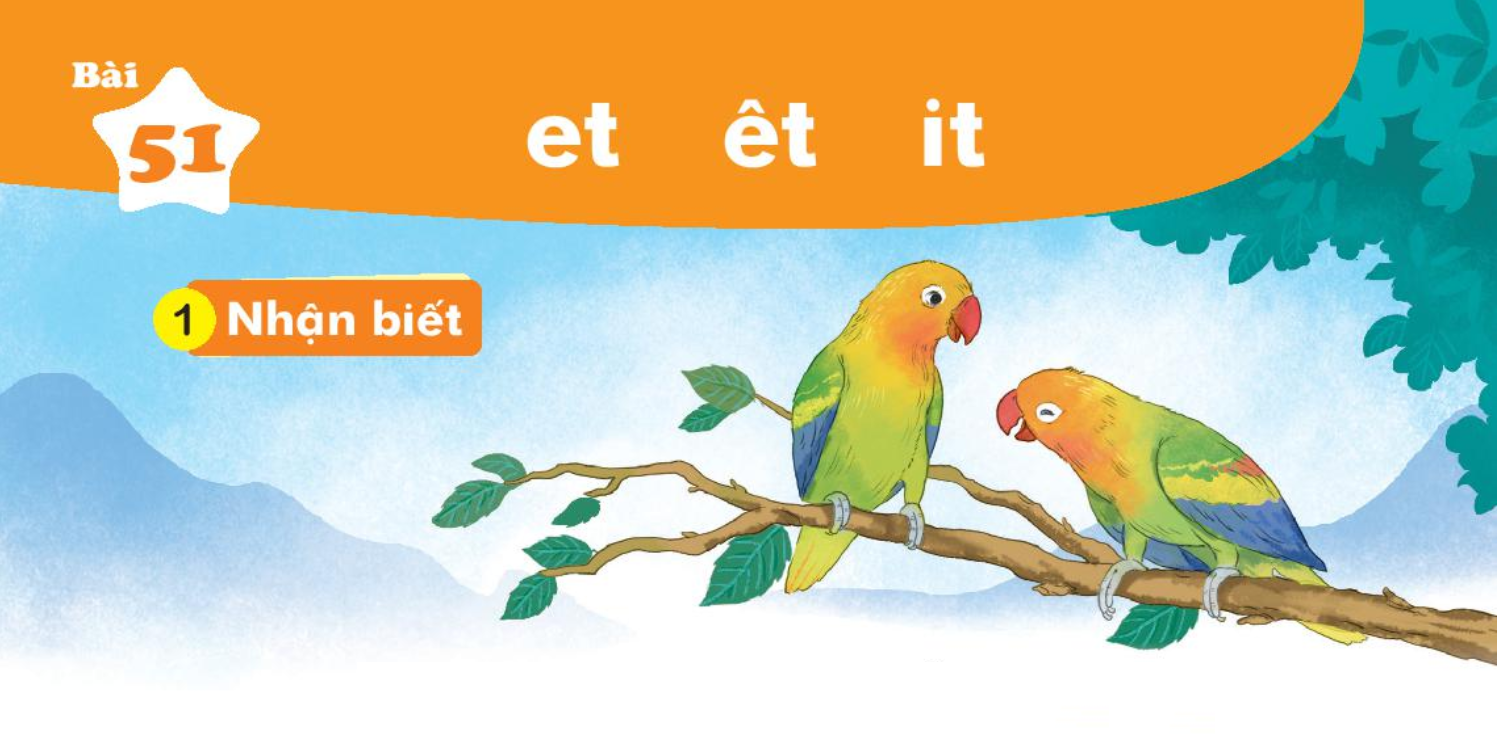 Bài
51
et êt it
1 Nhận biết